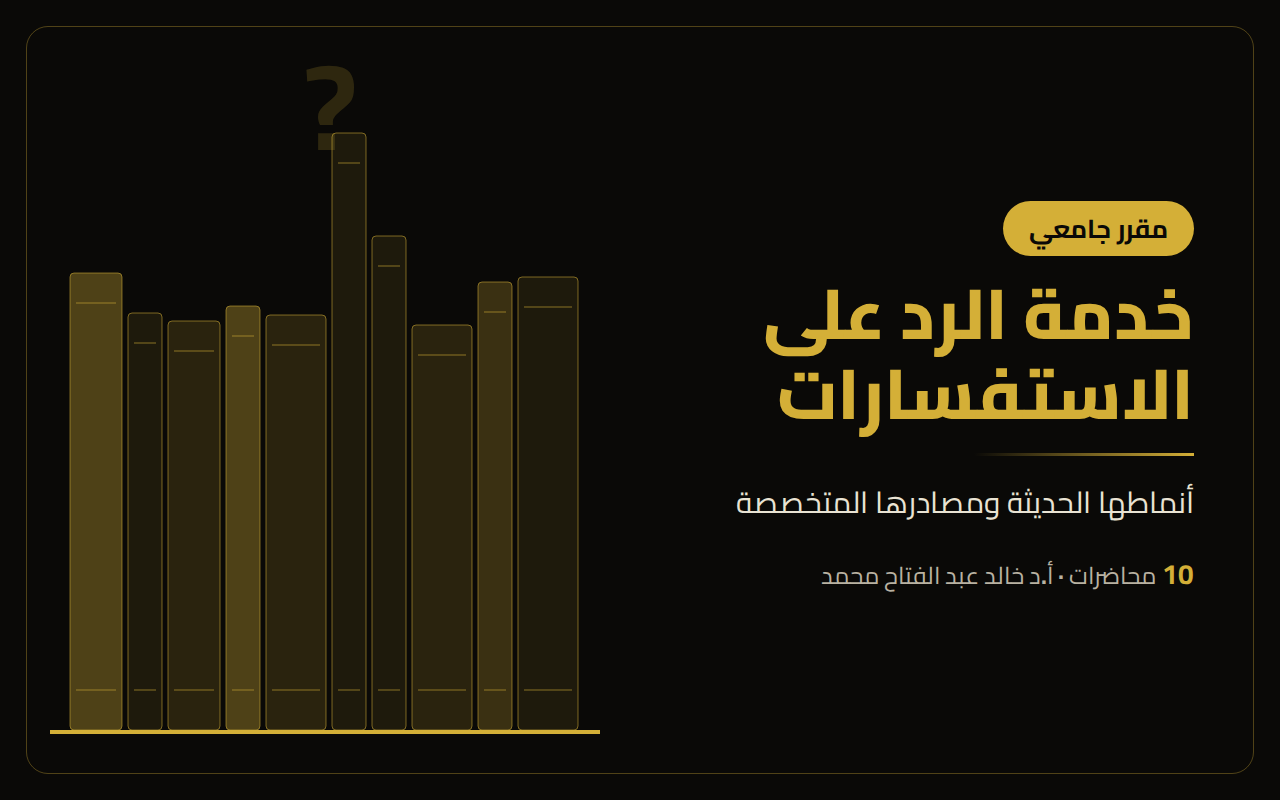 ?
مقرر جامعي
خدمة الرد على
الاستفسارات
أنماطها الحديثة ومصادرها المتخصصة
10 محاضرات · أ.د خالد عبد الفتاح محمد